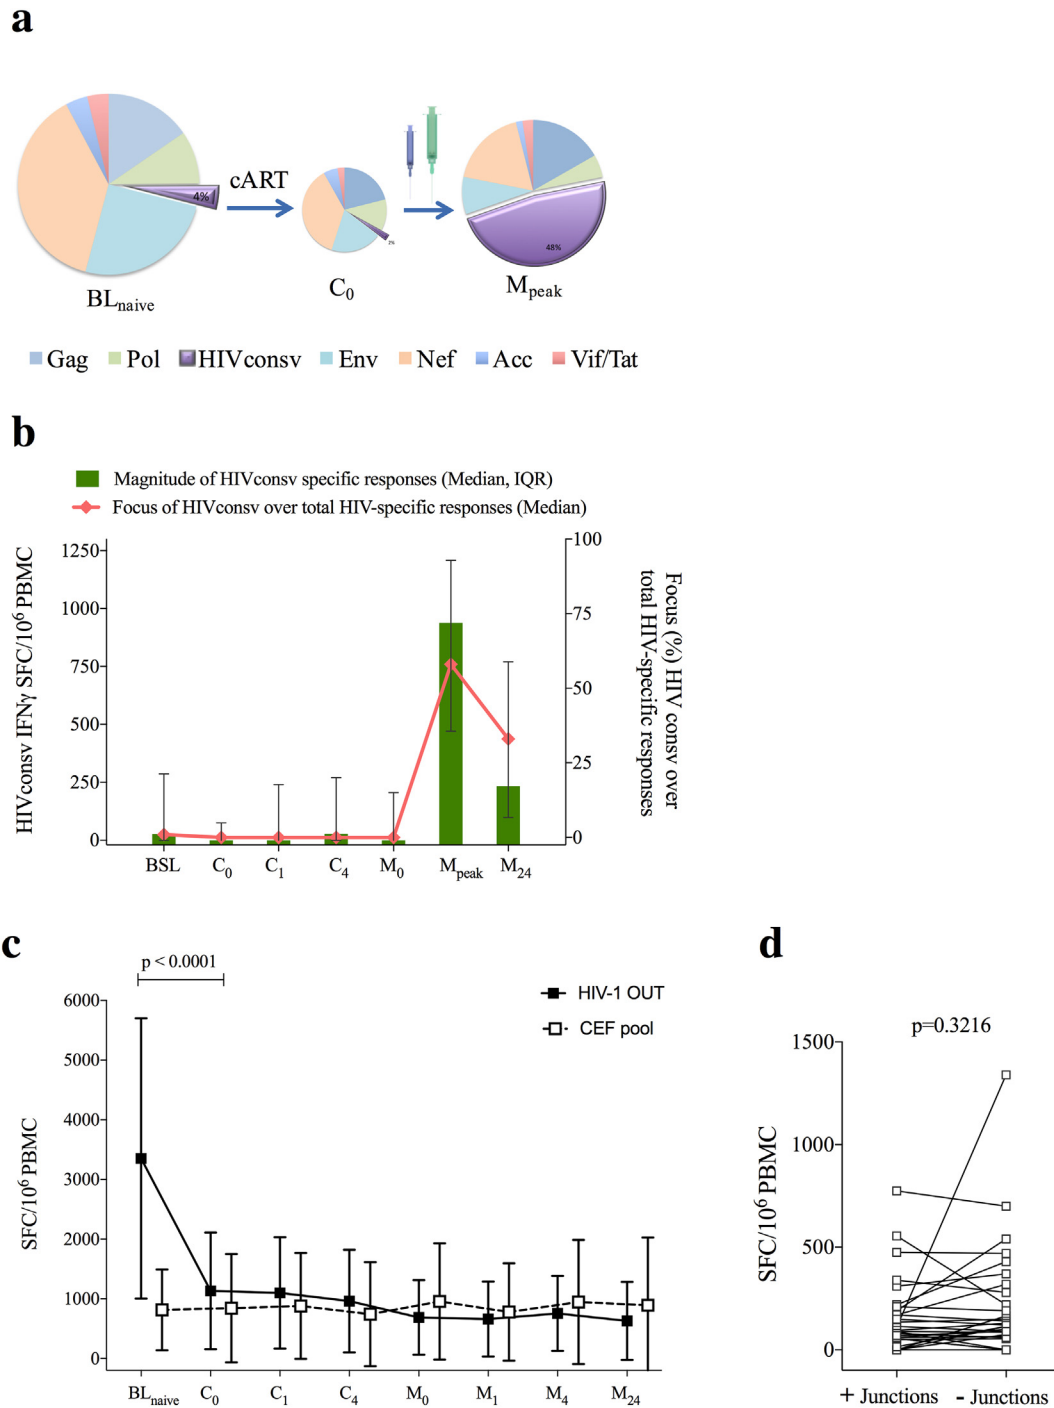 a
4%
cART
2%
48%
BLnaive
C0
Mpeak
Gag Pol HIVconsv Env Nef Acc Vif/Tat
b
Magnitude of HIVconsv specific responses (Median, IQR)
Focus of HIVconsv over total HIV-specific responses (Median)
HIVconsv IFNγ SFC/10⁶ PBMC
1250
1000
750
500
250
0
100
75
50
25
0
Focus (%) HIV consv over
total HIV-specific responses
BSL C0 C1 C4 M0 Mpeak M24
c
p < 0.0001
HIV-1 OUT
CEF pool
SFC/10⁶ PBMC
6000
5000
4000
3000
2000
1000
0
BLnaive C0 C1 C4 M0 M1 M4 M24
d
p=0.3216
SFC/10⁶ PBMC
1500
1000
500
0
+ Junctions - Junctions